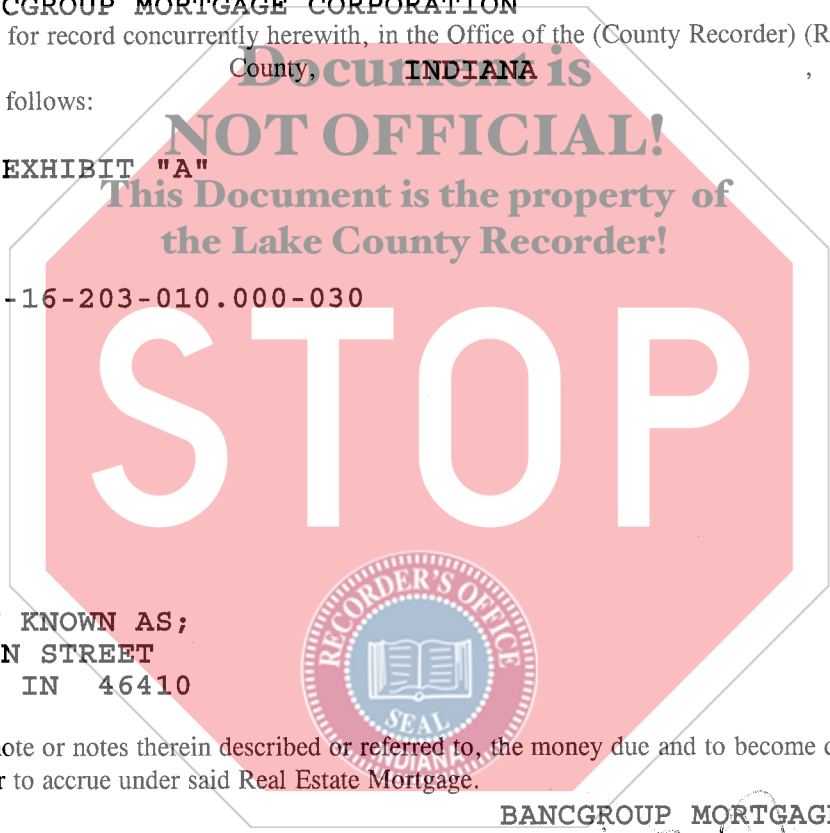 CGROUP MORTGAGE CORPORATION
for record concurrently herewith, in the Office of the (County Recorder) (R
County, INDIANA ,
Document is
follows:
NOT OFFICIAL!
EXHIBIT "A"
This Document is the property of
the Lake County Recorder!
-16-203-010.000-030
STOP
RECORDER'S OFFICE
SEAL
INDIANA
KNOWN AS;
N STREET
IN 46410
note or notes therein described or referred to, the money due and to become d
r to accrue under said Real Estate Mortgage.
BANCGROUP MORTGAGE